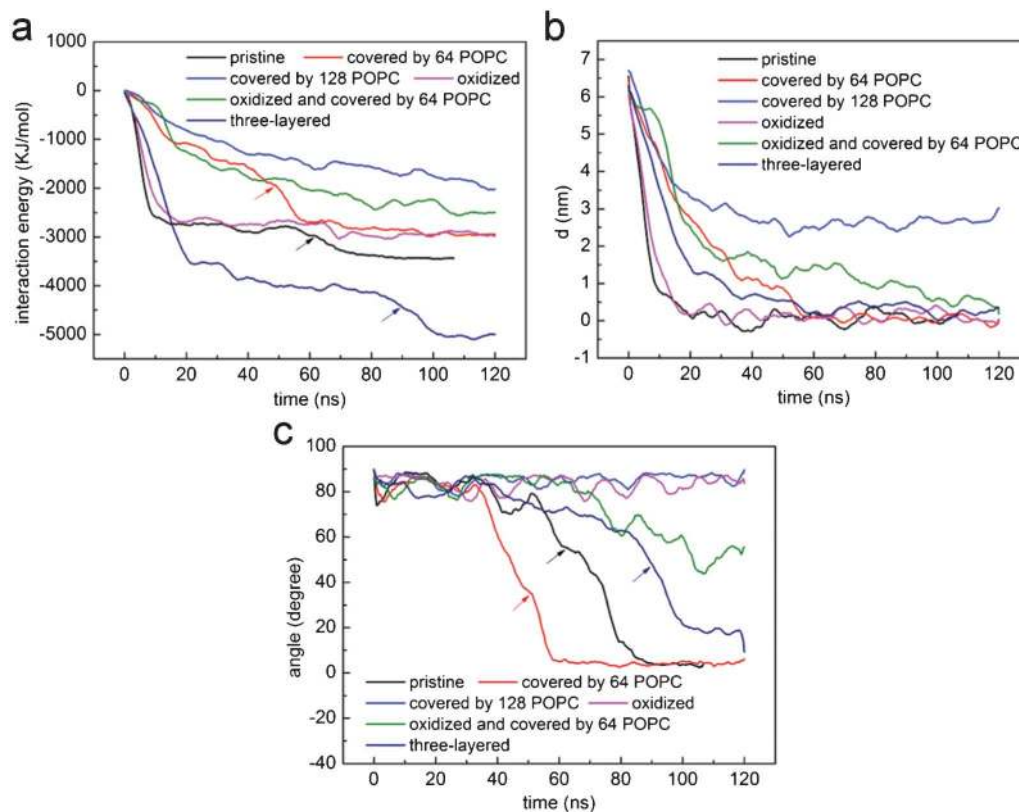 a
1000
0
-1000
-2000
-3000
-4000
-5000
interaction energy (KJ/mol)
pristine covered by 64 POPC
covered by 128 POPC oxidized
oxidized and covered by 64 POPC
three-layered
0 20 40 60 80 100 120
time (ns)
b
7
6
5
4
3
2
1
0
-1
d (nm)
pristine
covered by 64 POPC
covered by 128 POPC
oxidized
oxidized and covered by 64 POPC
three-layered
0 20 40 60 80 100 120
time (ns)
c
100
80
60
40
20
0
-20
-40
angle (degree)
pristine covered by 64 POPC
covered by 128 POPC oxidized
oxidized and covered by 64 POPC
three-layered
0 20 40 60 80 100 120
time (ns)